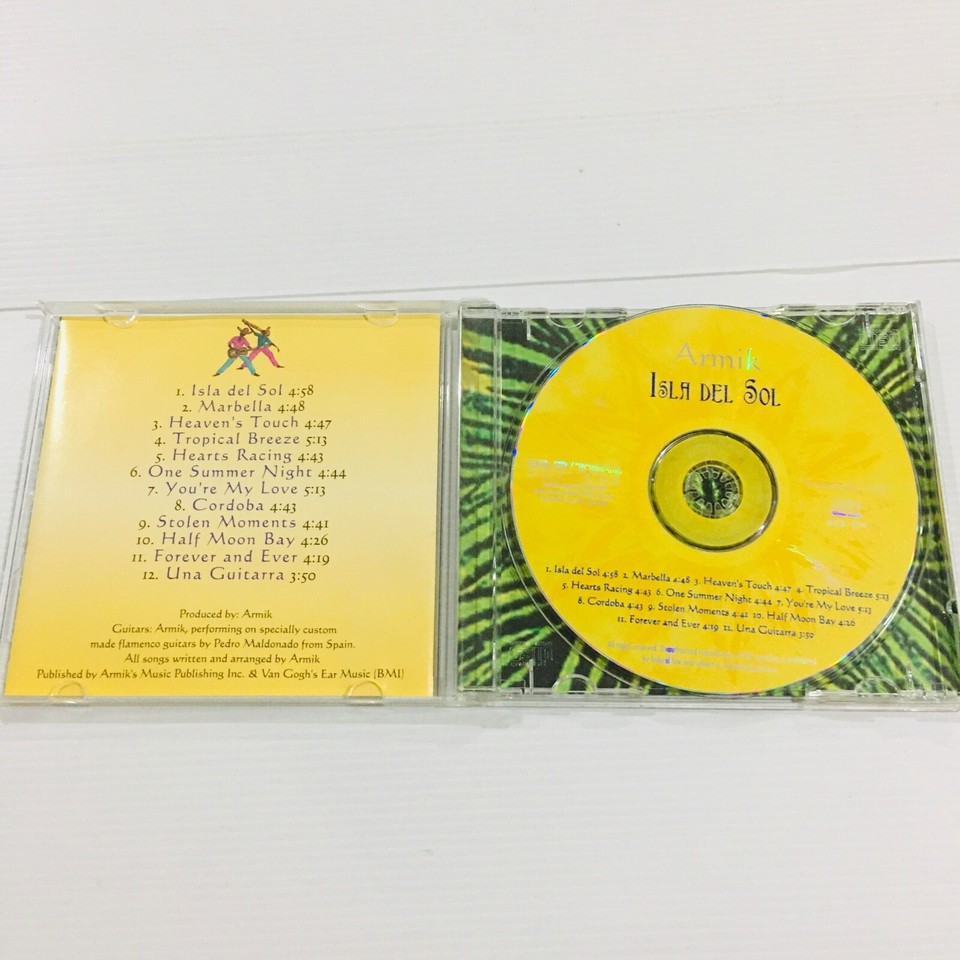 1. Isla del Sol 4:58
2. Marbella 4:48
3. Heaven's Touch 4:47
4. Tropical Breeze 5:13
5. Hearts Racing 4:43
6. One Summer Night 4:44
7. You're My Love 5:13
8. Cordoba 4:43
9. Stolen Moments 4:41
10. Half Moon Bay 4:26
11. Forever and Ever 4:19
12. Una Guitarra 3:50
Produced by: Armik
Guitars: Armik, performing on specially custom
made flamenco guitars by Pedro Maldonado from Spain.
All songs written and arranged by Armik
Published by Armik's Music Publishing Inc. & Van Gogh's Ear Music (BMI)
Armik
ISLA DEL SOL
1. Isla del Sol 4:58 2. Marbella 4:48 3. Heaven's Touch 4:47 4. Tropical Breeze 5:13
5. Hearts Racing 4:43 6. One Summer Night 4:44 7. You're My Love 5:13
8. Cordoba 4:43 9. Stolen Moments 4:41 10. Half Moon Bay 4:26
11. Forever and Ever 4:19 12. Una Guitarra 3:50